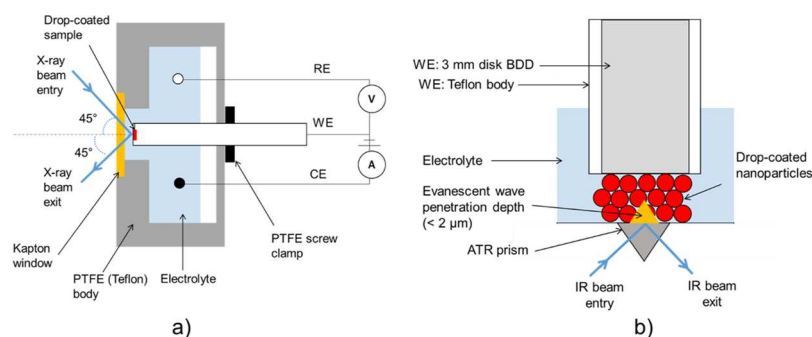 Drop-coated
sample
X-ray
beam
entry
45°
45°
X-ray
beam
exit
Kapton
window
PTFE (Teflon)
body
Electrolyte
PTFE screw
clamp
RE
WE
CE
V
A
a)
WE: 3 mm disk BDD
WE: Teflon body
Electrolyte
Evanescent wave
penetration depth
(< 2 µm)
ATR prism
IR beam
entry
IR beam
exit
Drop-coated
nanoparticles
b)